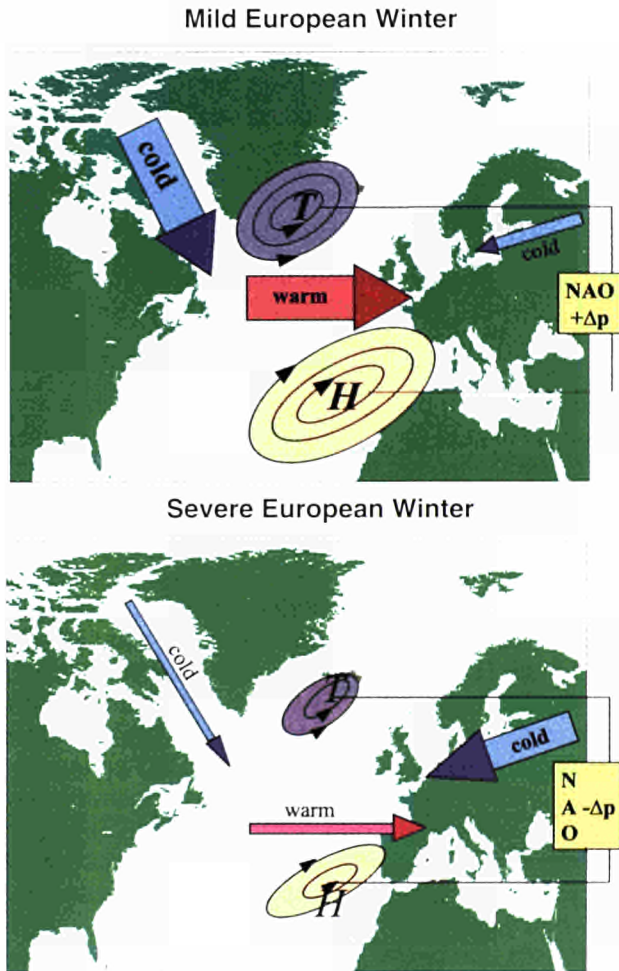 Mild European Winter
cold
T
cold
warm
NAO
+Δp
H
Severe European Winter
cold
T
cold
N
warm
A -Δp
O
H